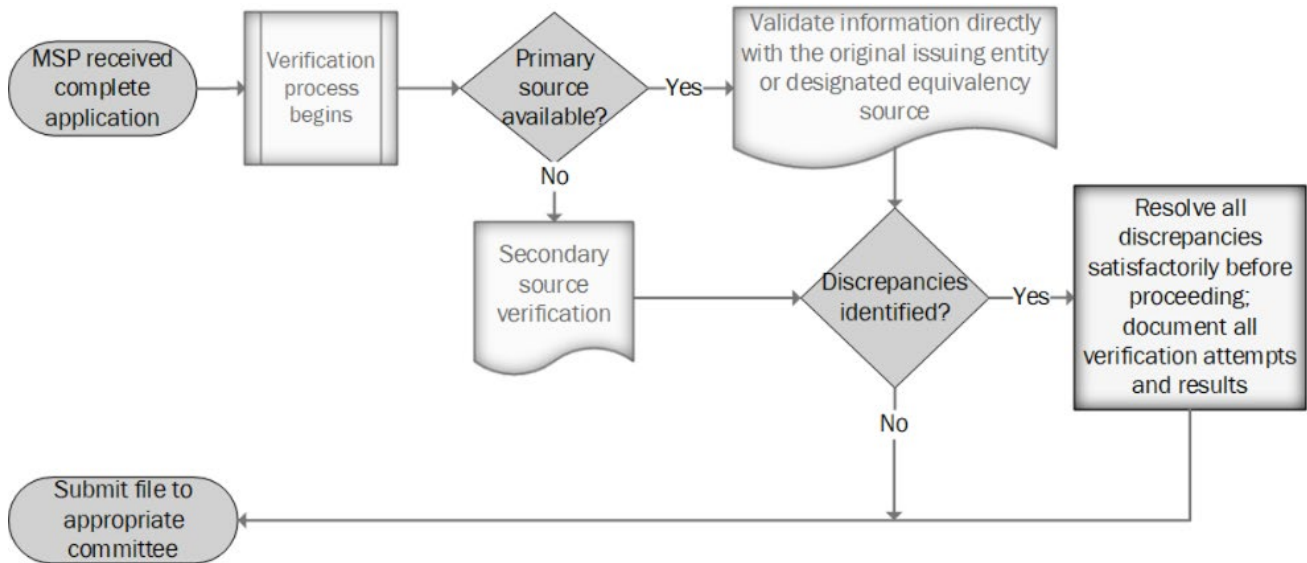 MSP received
complete
application
Verification
process
begins
Primary
source
available?
Yes
Validate information directly
with the original issuing entity
or designated equivalency
source
No
Secondary
source
verification
Discrepancies
identified?
Yes
Resolve all
discrepancies
satisfactorily before
proceeding;
document all
verification attempts
and results
No
Submit file to
appropriate
committee